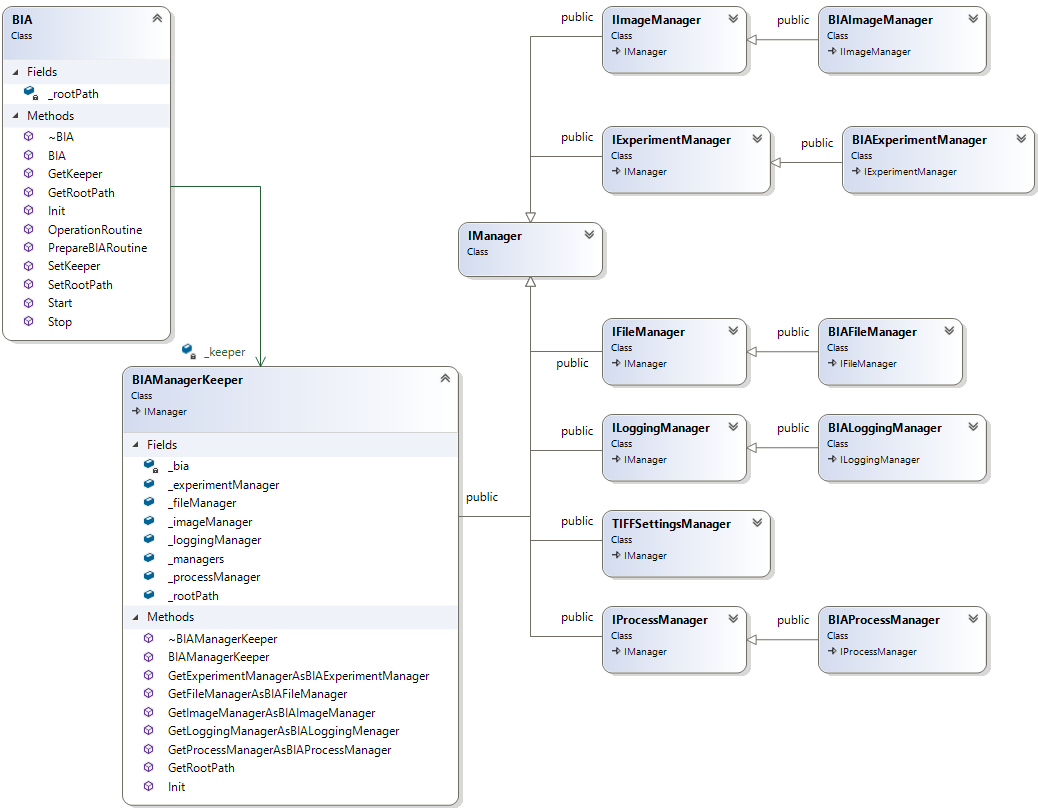 BIA
Class
Fields
_rootPath
Methods
~BIA
BIA
GetKeeper
GetRootPath
Init
OperationRoutine
PrepareBIARoutine
SetKeeper
SetRootPath
Start
Stop
_keeper
BIAManagerKeeper
Class
IManager
Fields
_bia
_experimentManager
_fileManager
_imageManager
_loggingManager
_managers
_processManager
_rootPath
Methods
~BIAManagerKeeper
BIAManagerKeeper
GetExperimentManagerAsBIAExperimentManager
GetFileManagerAsBIAFileManager
GetImageManagerAsBIAImageManager
GetLoggingManagerAsBIALoggingMenager
GetProcessManagerAsBIAProcessManager
GetRootPath
Init
public
IManager
Class
public
IImageManager
Class
IManager
public
BIAImageManager
Class
IImageManager
public
IExperimentManager
Class
IManager
public
BIAExperimentManager
Class
IExperimentManager
public
IFileManager
Class
IManager
public
BIAFileManager
Class
IFileManager
public
ILoggingManager
Class
IManager
public
BIALoggingManager
Class
ILoggingManager
public
TIFFSettingsManager
Class
IManager
public
IProcessManager
Class
IManager
public
BIAProcessManager
Class
IProcessManager